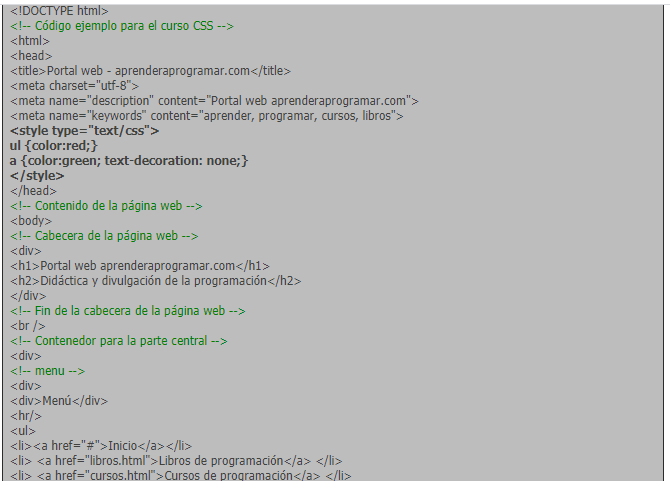 <!DOCTYPE html>
<!-- Código ejemplo para el curso CSS -->
<html>
<head>
<title>Portal web - aprenderaprogramar.com</title>
<meta charset="utf-8">
<meta name="description" content="Portal web aprenderaprogramar.com">
<meta name="keywords" content="aprender, programar, cursos, libros">
<style type="text/css">
ul {color:red;}
a {color:green; text-decoration: none;}
</style>
</head>
<!-- Contenido de la página web -->
<body>
<!-- Cabecera de la página web -->
<div>
<h1>Portal web aprenderaprogramar.com</h1>
<h2>Didáctica y divulgación de la programación</h2>
</div>
<!-- Fin de la cabecera de la página web -->
<br />
<!-- Contenedor para la parte central -->
<div>
<!-- menu -->
<div>
<div>Menú</div>
<hr/>
<ul>
<li><a href="#">Inicio</a></li>
<li> <a href="libros.html">Libros de programación</a> </li>
<li> <a href="cursos.html">Cursos de programación</a> </li>